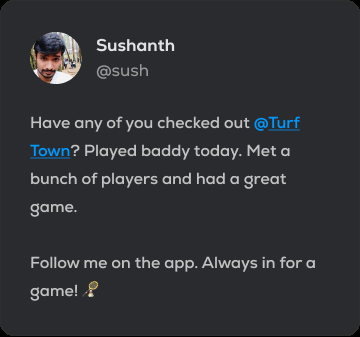 Sushanth
@sush
Have any of you checked out @Turf
Town? Played baddy today. Met a
bunch of players and had a great
game.
Follow me on the app. Always in for a
game! 🏸